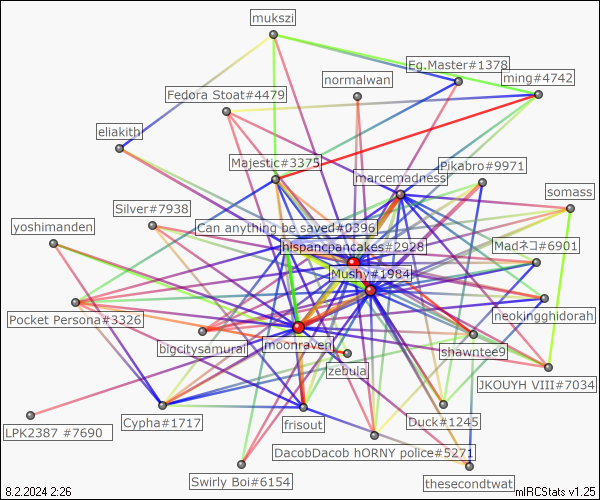 mukszi
Eg.Master#1378
normalwan
ming#4742
Fedora Stoat#4479
eliakith
Majestic#3375
Pikabro#9971
marcemadness
somass
Silver#7938
yoshimanden
Can anything be saved#0396
hispancpancakes#2928
Madネコ#6901
Mushy#1984
neokingghidorah
Pocket Persona#3326
moonraven
bigcitysamurai
shawntee9
zebula
JKOUYH VIII#7034
LPK2387 #7690
Cypha#1717
frisout
Duck#1245
DacobDacob hORNY police#5271
Swirly Boi#6154
thesecondtwat
8.2.2024 2:26
mIRCStats v1.25